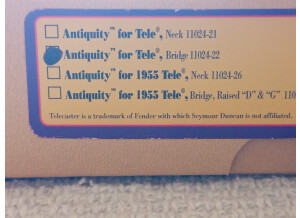 Antiquity™ for Tele®, Neck 11024-21
Antiquity™ for Tele®, Bridge 11024-22
Antiquity™ for 1955 Tele®, Neck 11024-26
Antiquity™ for 1955 Tele®, Bridge, Raised "D" & "G" 110
Telecaster is a trademark of Fender with which Seymour Duncan is not affiliated.